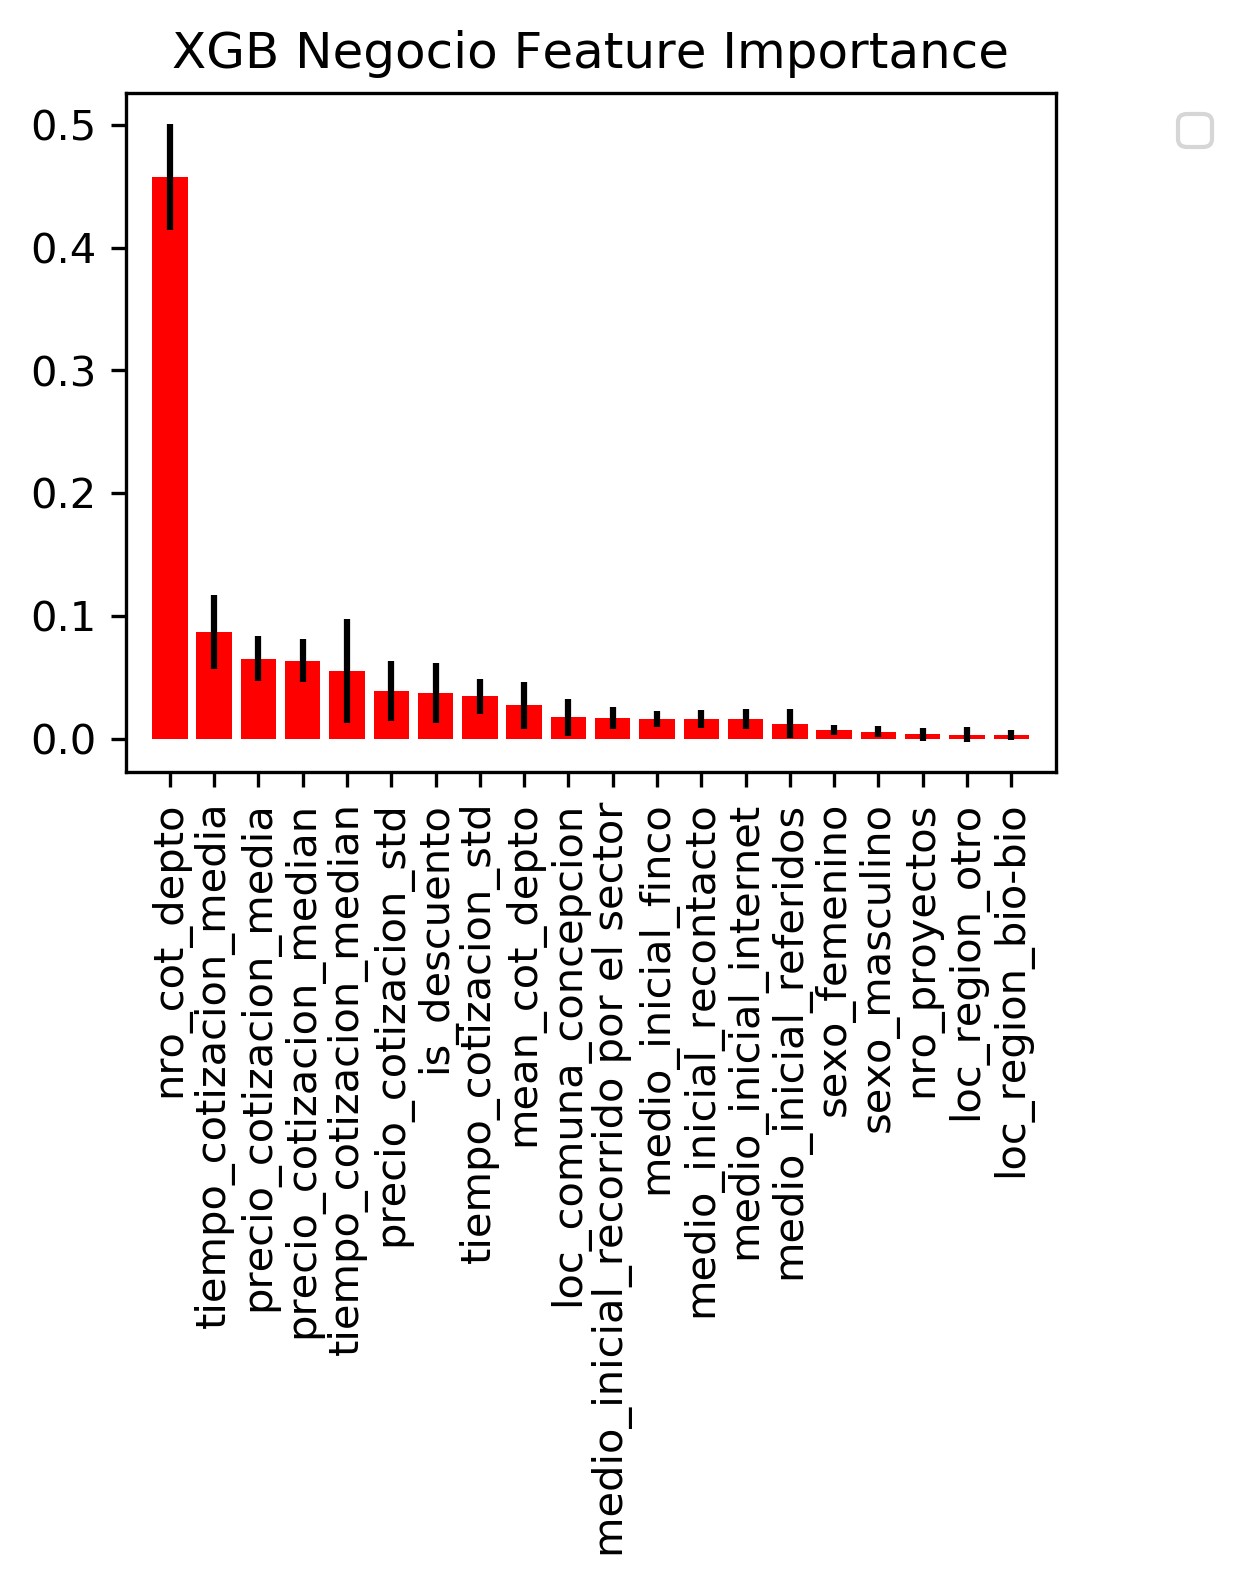 XGB Negocio Feature Importance
0.5
0.4
0.3
0.2
0.1
0.0
nro_cot_depto
tiempo_cotizacion_media
precio_cotizacion_media
precio_cotizacion_median
tiempo_cotizacion_median
precio_cotizacion_std
is_descuento
tiempo_cotizacion_std
mean_cot_depto
loc_comuna_concepcion
medio_inicial_recorrido por el sector
medio_inicial_finco
medio_inicial_recontacto
medio_inicial_internet
medio_inicial_referidos
sexo_femenino
sexo_masculino
nro_proyectos
loc_region_otro
loc_region_bio-bio